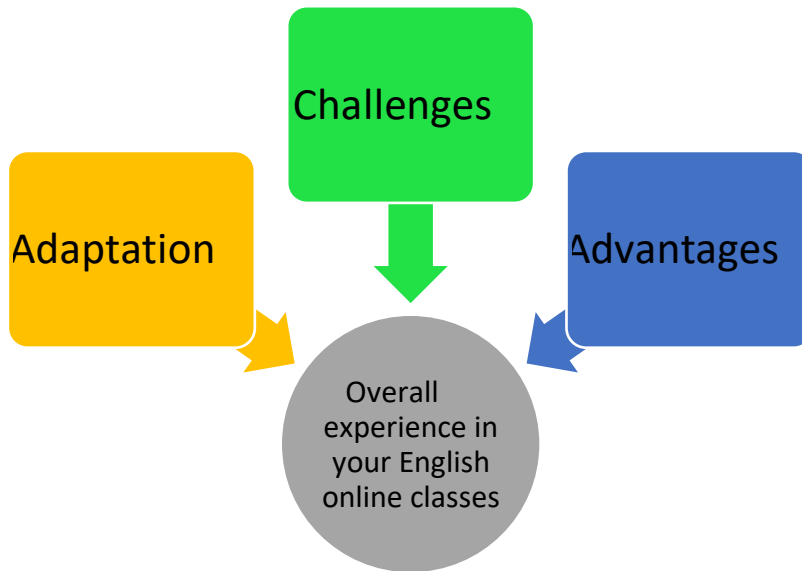 Challenges
Adaptation
Advantages
Overall
experience in
your English
online classes